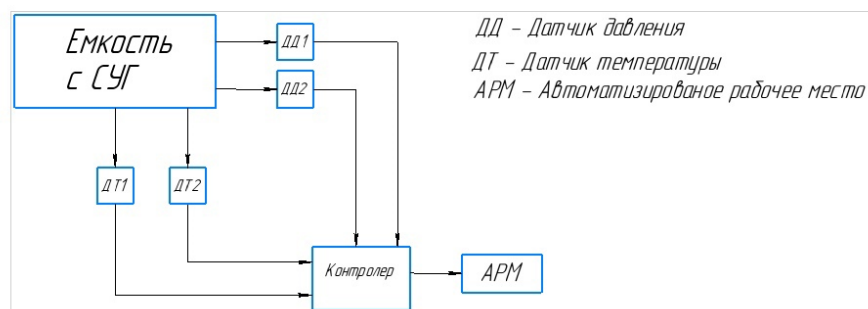 Емкость
с СУГ
ДД1
ДД2
ДД - Датчик давления
ДТ - Датчик температуры
АРМ - Автоматизированое рабочее место
ДТ1
ДТ2
Контролер
АРМ